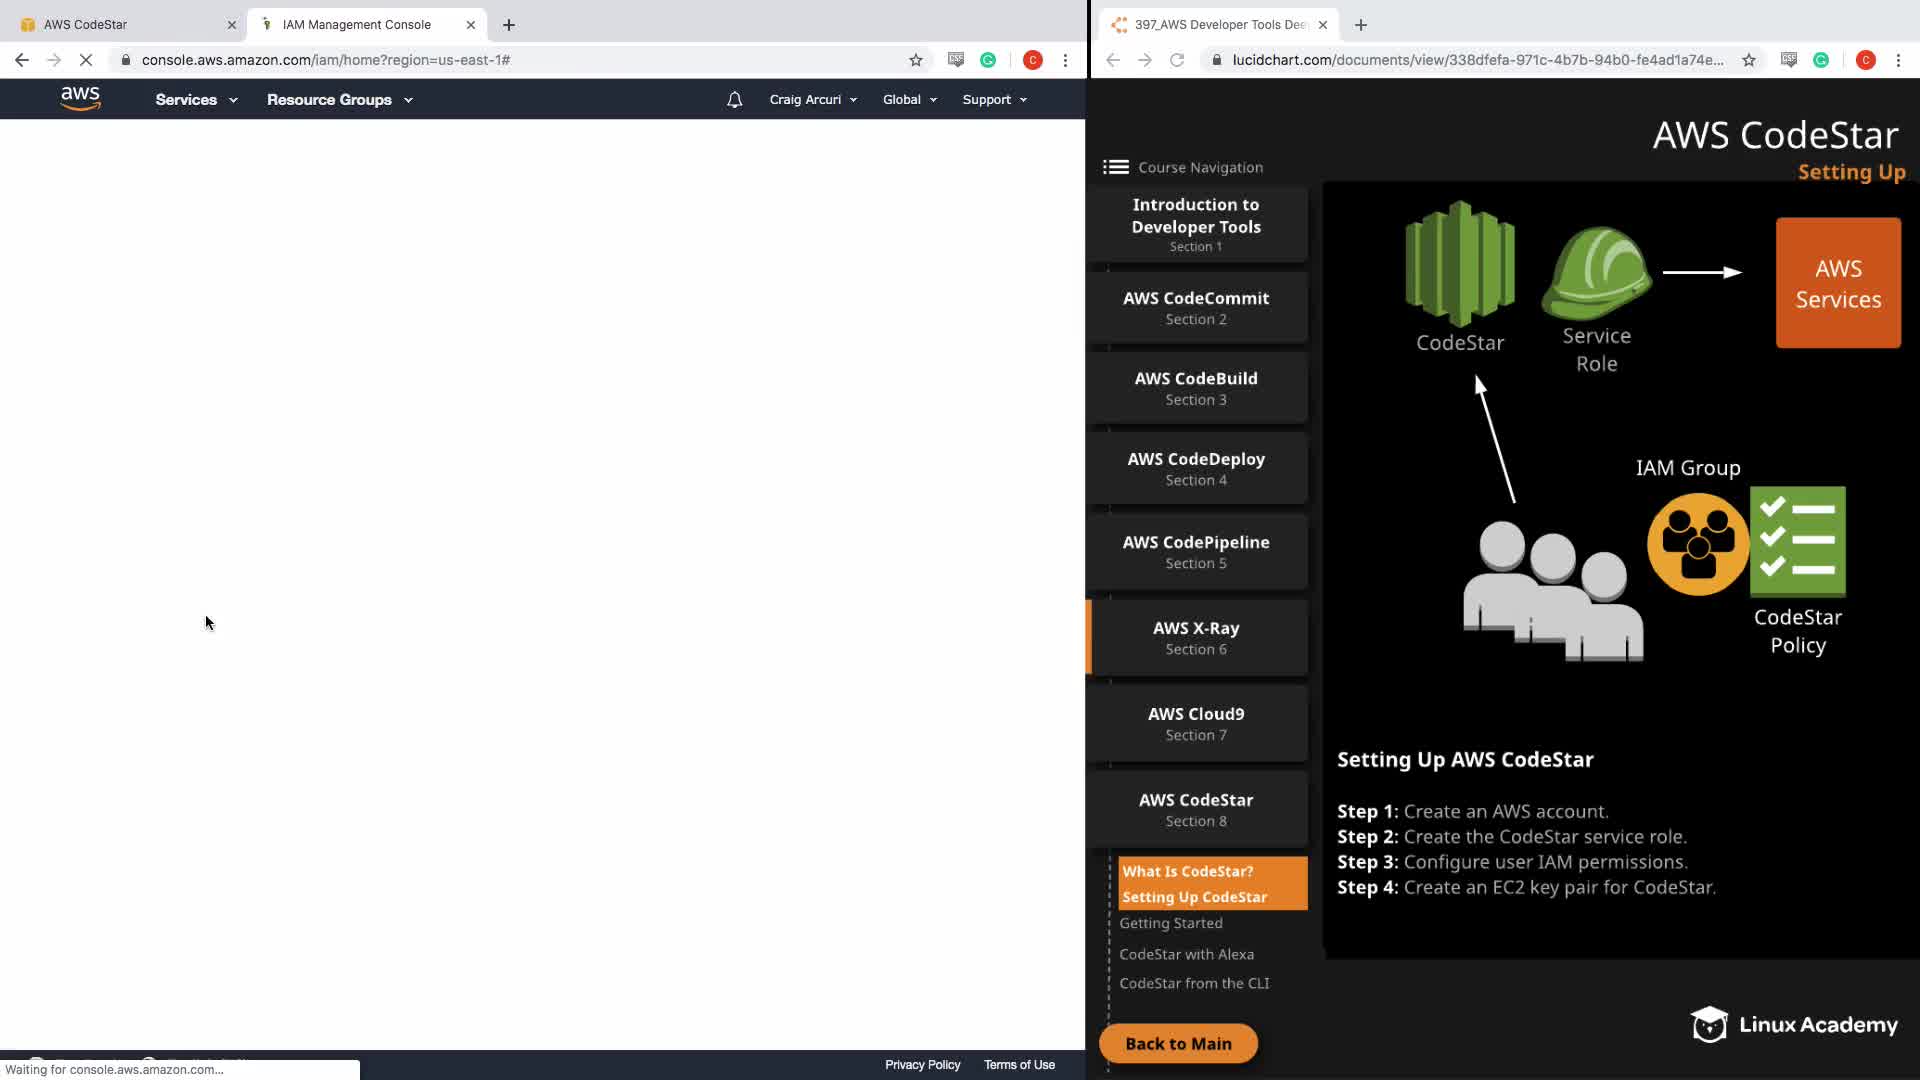 AWS CodeStar
IAM Management Console
console.aws.amazon.com/iam/home?region=us-east-1#
aws
Services
Resource Groups
Craig Arcuri
Global
Support
Privacy Policy
Terms of Use
Waiting for console.aws.amazon.com...
397_AWS Developer Tools Dee
lucidchart.com/documents/view/338dfefa-971c-4b7b-94b0-fe4ad1a74e...
C
C
AWS CodeStar
Setting Up
Course Navigation
Introduction to
Developer Tools
Section 1
AWS CodeCommit
Section 2
AWS CodeBuild
Section 3
AWS CodeDeploy
Section 4
AWS CodePipeline
Section 5
AWS X-Ray
Section 6
AWS Cloud9
Section 7
AWS CodeStar
Section 8
What Is CodeStar?
Setting Up CodeStar
Getting Started
CodeStar with Alexa
CodeStar from the CLI
Back to Main
CodeStar
Service
Role
AWS
Services
IAM Group
CodeStar
Policy
Setting Up AWS CodeStar
Step 1: Create an AWS account.
Step 2: Create the CodeStar service role.
Step 3: Configure user IAM permissions.
Step 4: Create an EC2 key pair for CodeStar.
Linux Academy